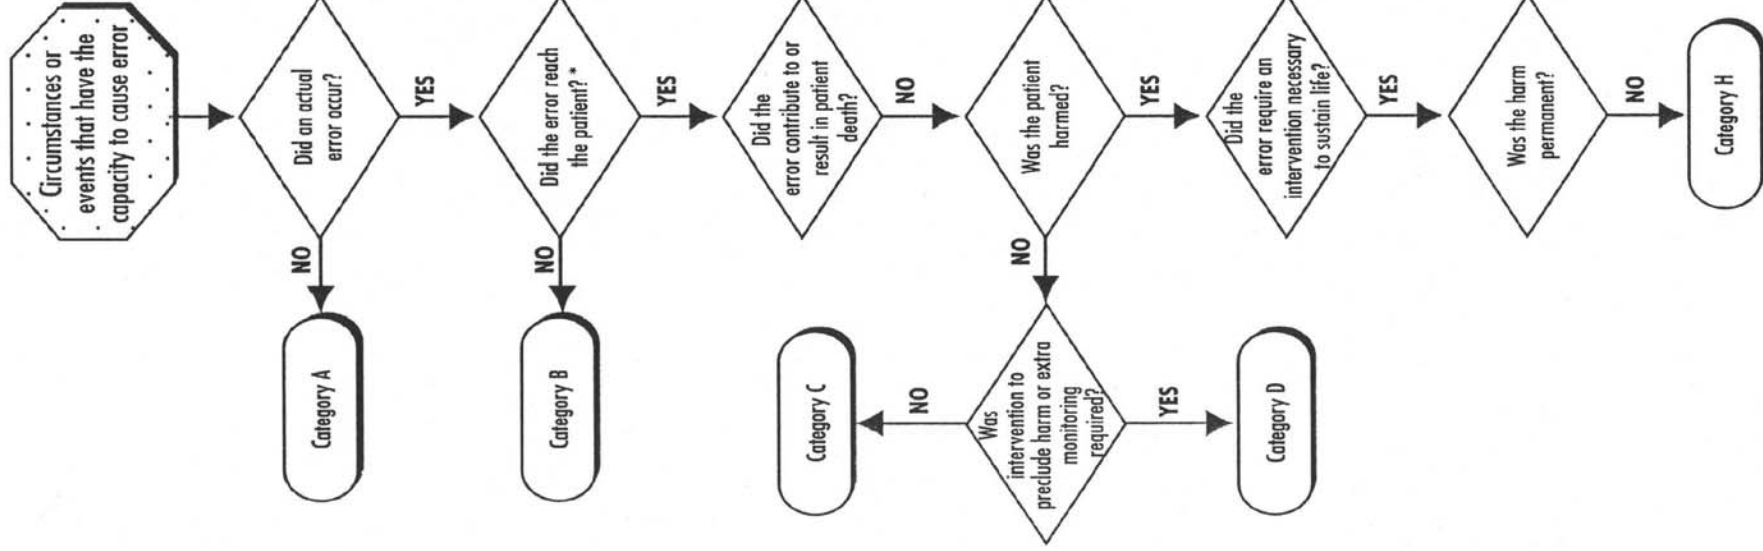 Circumstances or
events that have the
capacity to cause error
Did an actual
error occur?
NO
Category A
YES
Did the error reach
the patient? *
NO
Category B
YES
Did the
error contribute to or
result in patient
death?
NO
Was the patient
harmed?
NO
Was
intervention to
preclude harm or extra
monitoring
required?
NO
Category C
YES
Category D
YES
Did the
error require an
intervention necessary
to sustain life?
YES
Was the harm
permanent?
NO
Category H